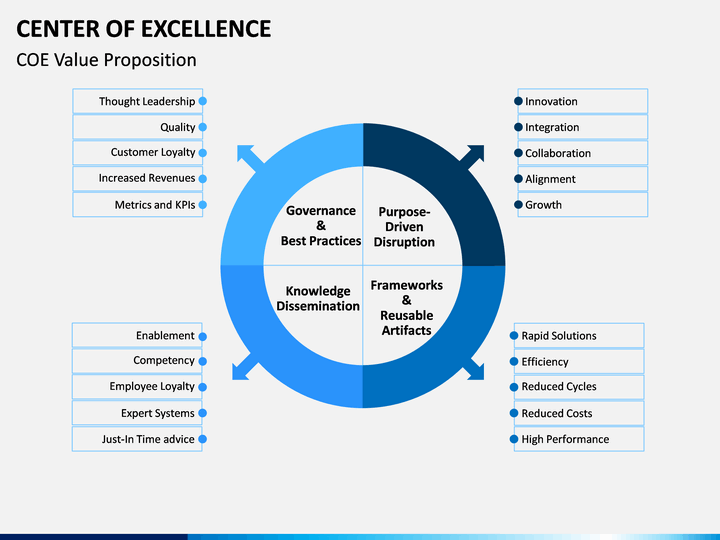 CENTER OF EXCELLENCE
COE Value Proposition
Thought Leadership
Quality
Customer Loyalty
Increased Revenues
Metrics and KPIs
Innovation
Integration
Collaboration
Alignment
Growth
Governance
&
Best Practices
Purpose-
Driven
Disruption
Knowledge
Dissemination
Frameworks
&
Reusable
Artifacts
Enablement
Competency
Employee Loyalty
Expert Systems
Just-In Time advice
Rapid Solutions
Efficiency
Reduced Cycles
Reduced Costs
High Performance